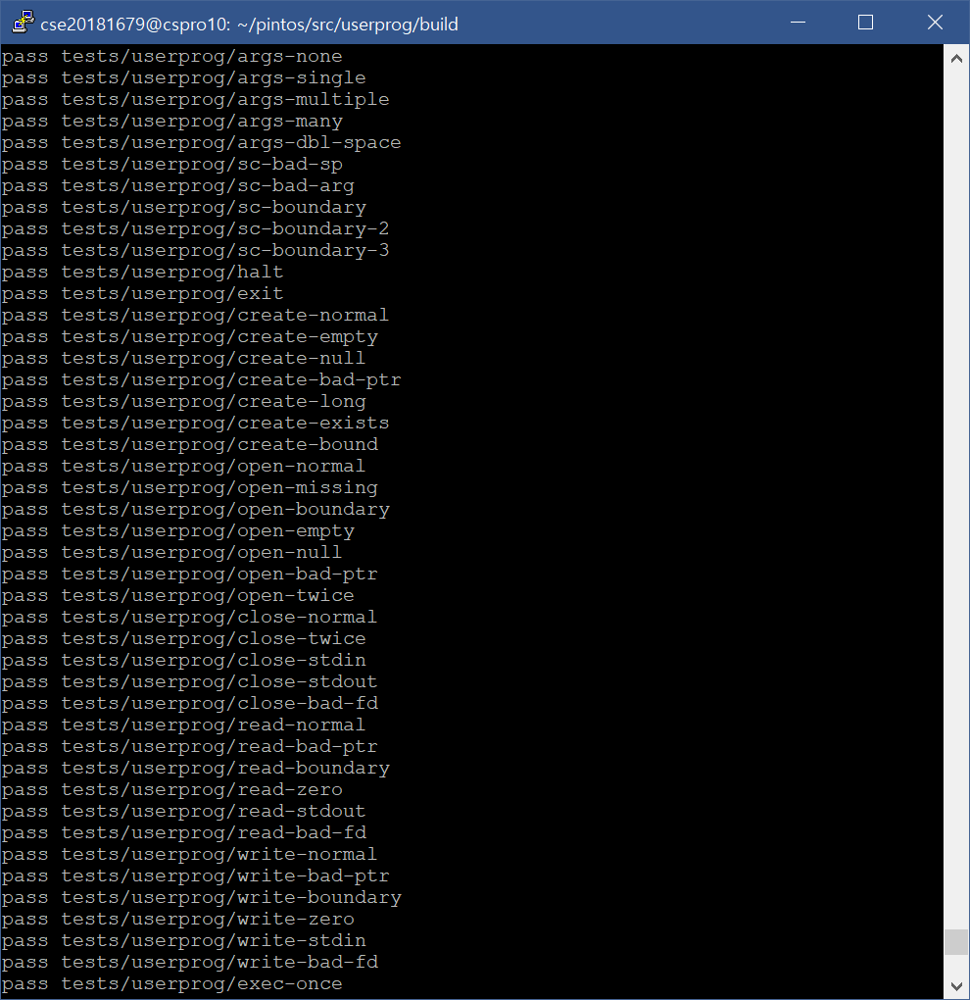 cse20181679@cspro10: ~/pintos/src/userprog/build
pass tests/userprog/args-none
pass tests/userprog/args-single
pass tests/userprog/args-multiple
pass tests/userprog/args-many
pass tests/userprog/args-dbl-space
pass tests/userprog/sc-bad-sp
pass tests/userprog/sc-bad-arg
pass tests/userprog/sc-boundary
pass tests/userprog/sc-boundary-2
pass tests/userprog/sc-boundary-3
pass tests/userprog/halt
pass tests/userprog/exit
pass tests/userprog/create-normal
pass tests/userprog/create-empty
pass tests/userprog/create-null
pass tests/userprog/create-bad-ptr
pass tests/userprog/create-long
pass tests/userprog/create-exists
pass tests/userprog/create-bound
pass tests/userprog/open-normal
pass tests/userprog/open-missing
pass tests/userprog/open-boundary
pass tests/userprog/open-empty
pass tests/userprog/open-null
pass tests/userprog/open-bad-ptr
pass tests/userprog/open-twice
pass tests/userprog/close-normal
pass tests/userprog/close-twice
pass tests/userprog/close-stdin
pass tests/userprog/close-stdout
pass tests/userprog/close-bad-fd
pass tests/userprog/read-normal
pass tests/userprog/read-bad-ptr
pass tests/userprog/read-boundary
pass tests/userprog/read-zero
pass tests/userprog/read-stdout
pass tests/userprog/read-bad-fd
pass tests/userprog/write-normal
pass tests/userprog/write-bad-ptr
pass tests/userprog/write-boundary
pass tests/userprog/write-zero
pass tests/userprog/write-stdin
pass tests/userprog/write-bad-fd
pass tests/userprog/exec-once